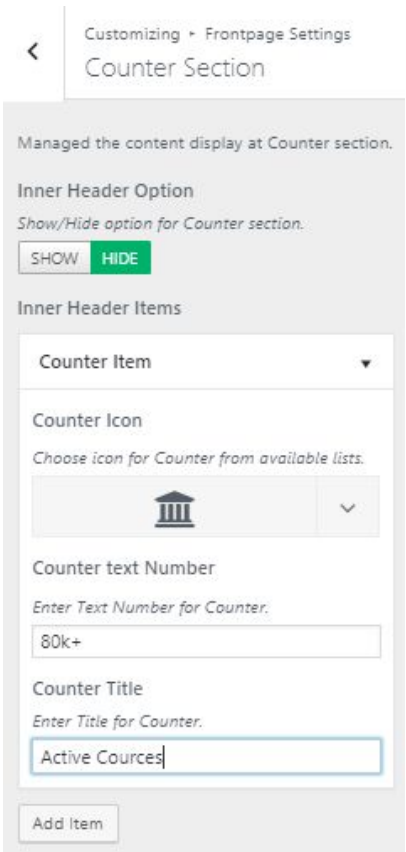 Customizing ▸ Frontpage Settings
Counter Section
Managed the content display at Counter section.
Inner Header Option
Show/Hide option for Counter section.
SHOW HIDE
Inner Header Items
Counter Item
Counter Icon
Choose icon for Counter from available lists.
Counter text Number
Enter Text Number for Counter.
80k+
Counter Title
Enter Title for Counter.
Active Cources
Add Item